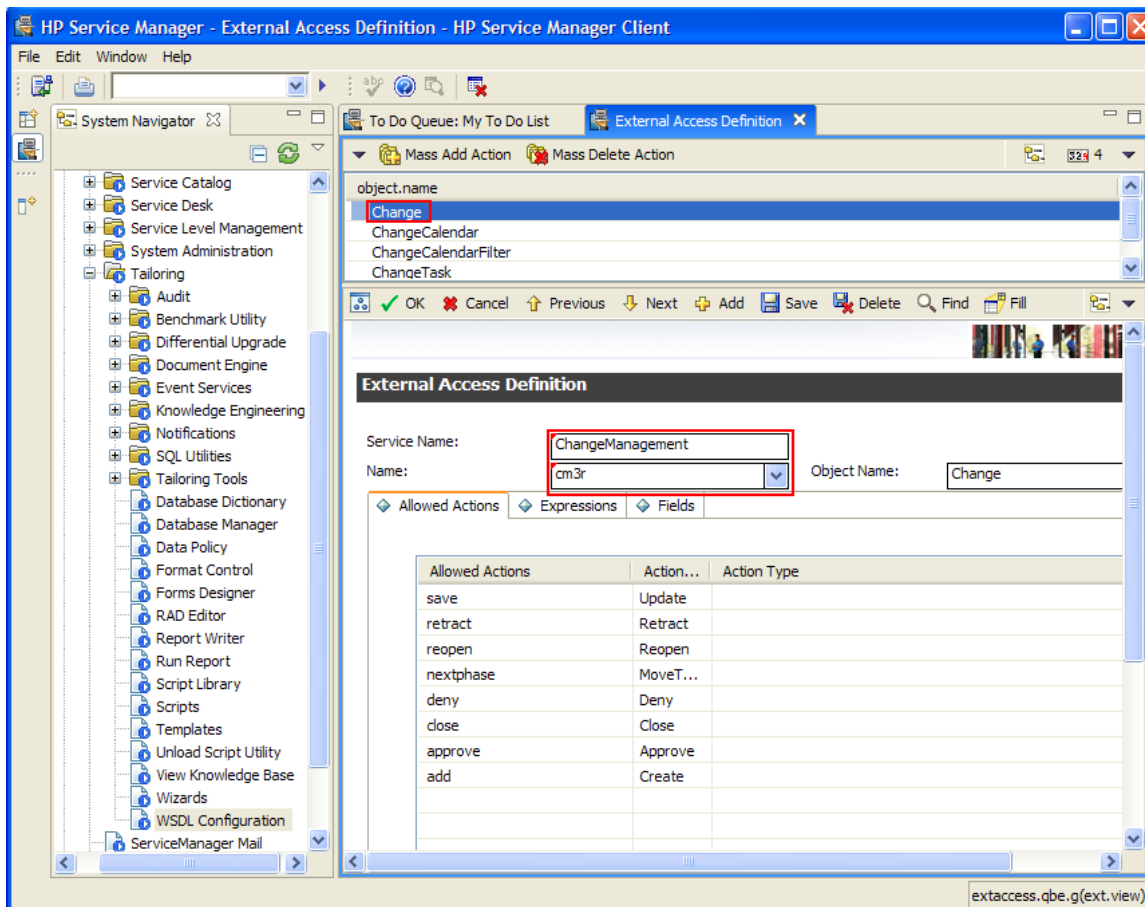 HP Service Manager - External Access Definition - HP Service Manager Client
File Edit Window Help
System Navigator
To Do Queue: My To Do List
External Access Definition
Service Catalog
Service Desk
Service Level Management
System Administration
Tailoring
Audit
Benchmark Utility
Differential Upgrade
Document Engine
Event Services
Knowledge Engineering
Notifications
SQL Utilities
Tailoring Tools
Database Dictionary
Database Manager
Data Policy
Format Control
Forms Designer
RAD Editor
Report Writer
Run Report
Script Library
Scripts
Templates
Unload Script Utility
View Knowledge Base
Wizards
WSDL Configuration
ServiceManager Mail
Mass Add Action Mass Delete Action 4
object.name
Change
ChangeCalendar
ChangeCalendarFilter
ChangeTask
OK Cancel Previous Next Add Save Delete Find Fill
External Access Definition
Service Name: ChangeManagement
Name: cm3r Object Name: Change
Allowed Actions Expressions Fields
Allowed Actions Action... Action Type
save Update
retract Retract
reopen Reopen
nextphase MoveT...
deny Deny
close Close
approve Approve
add Create
extaccess.qbe.g(ext.view)